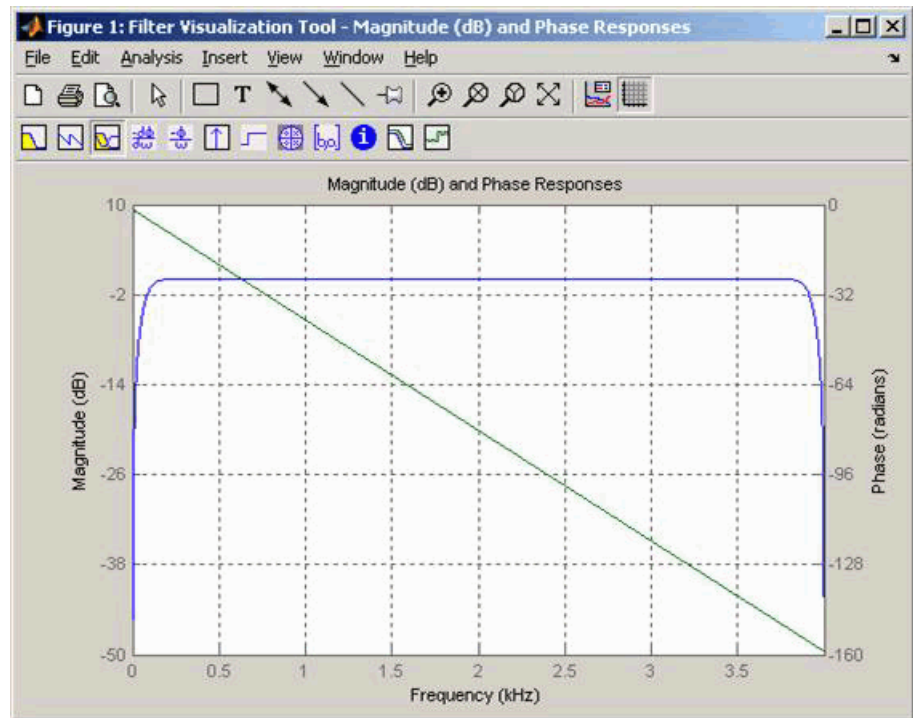 Figure 1: Filter Visualization Tool - Magnitude (dB) and Phase Responses
File Edit Analysis Insert View Window Help
T
[b,a] i
Magnitude (dB) and Phase Responses
10 0
-2 -32
-14 -64
-26 -96
-38 -128
-50 -160
Magnitude (dB)
Phase (radians)
0 0.5 1 1.5 2 2.5 3 3.5
Frequency (kHz)